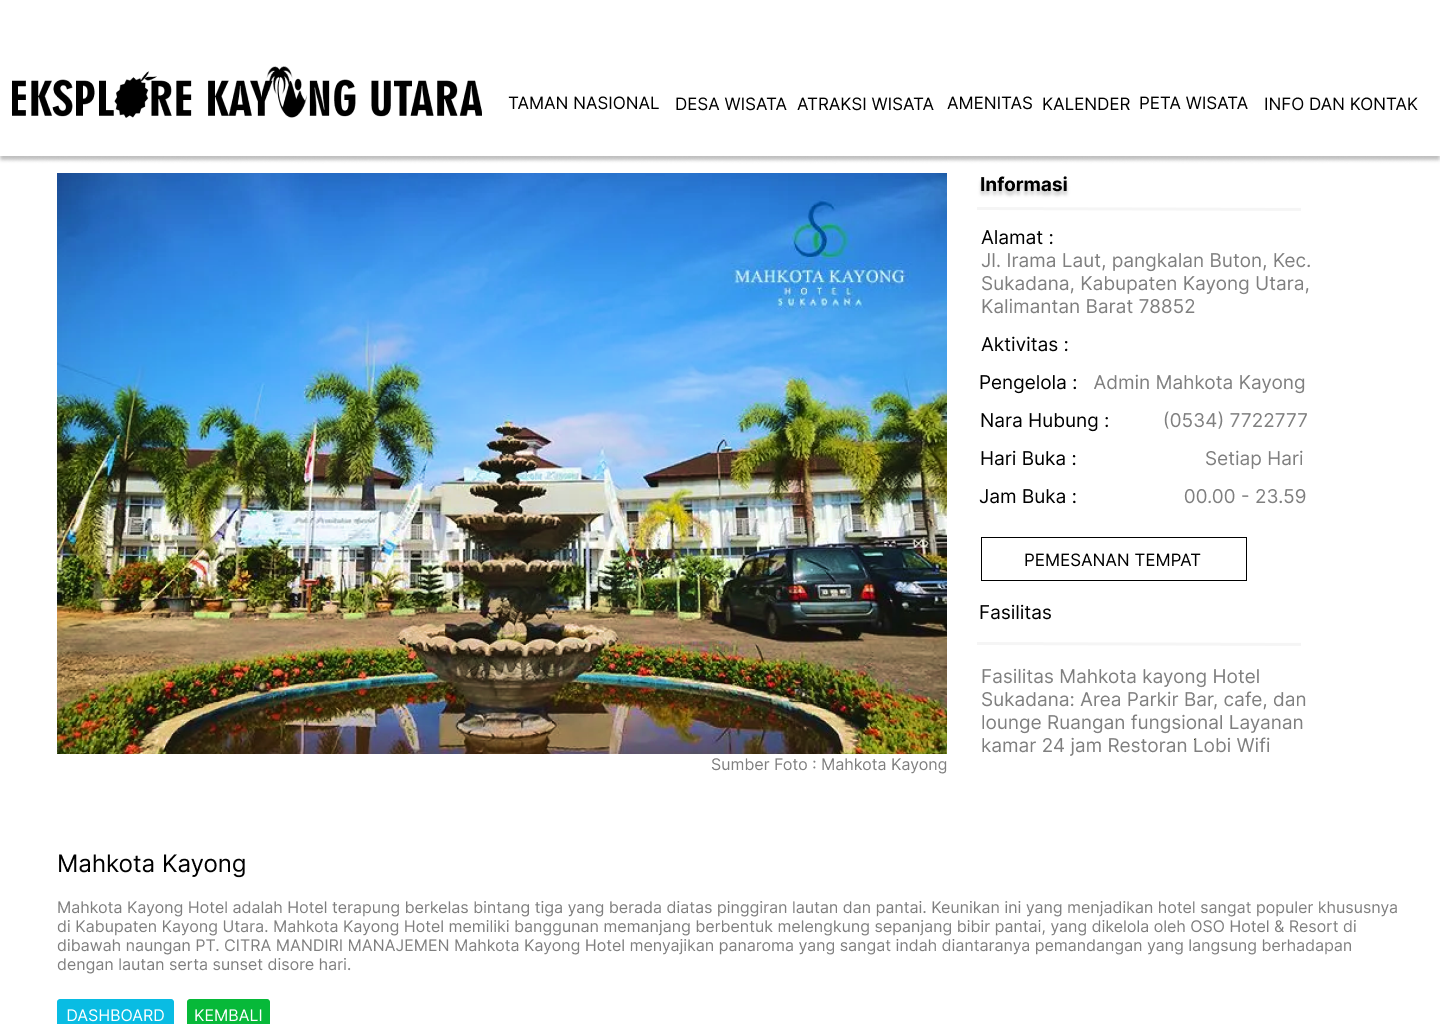 EKSPLORE KAYONG UTARA
TAMAN NASIONAL DESA WISATA ATRAKSI WISATA AMENITAS KALENDER PETA WISATA INFO DAN KONTAK
MAHKOTA KAYONG
HOTEL
SUKADANA
Sumber Foto : Mahkota Kayong
Informasi
Alamat :
Jl. Irama Laut, pangkalan Buton, Kec.
Sukadana, Kabupaten Kayong Utara,
Kalimantan Barat 78852
Aktivitas :
Pengelola : Admin Mahkota Kayong
Nara Hubung : (0534) 7722777
Hari Buka : Setiap Hari
Jam Buka : 00.00 - 23.59
PEMESANAN TEMPAT
Fasilitas
Fasilitas Mahkota kayong Hotel
Sukadana: Area Parkir Bar, cafe, dan
lounge Ruangan fungsional Layanan
kamar 24 jam Restoran Lobi Wifi
Mahkota Kayong
Mahkota Kayong Hotel adalah Hotel terapung berkelas bintang tiga yang berada diatas pinggiran lautan dan pantai. Keunikan ini yang menjadikan hotel sangat populer khususnya
di Kabupaten Kayong Utara. Mahkota Kayong Hotel memiliki banggunan memanjang berbentuk melengkung sepanjang bibir pantai, yang dikelola oleh OSO Hotel & Resort di
dibawah naungan PT. CITRA MANDIRI MANAJEMEN Mahkota Kayong Hotel menyajikan panaroma yang sangat indah diantaranya pemandangan yang langsung berhadapan
dengan lautan serta sunset disore hari.
DASHBOARD KEMBALI